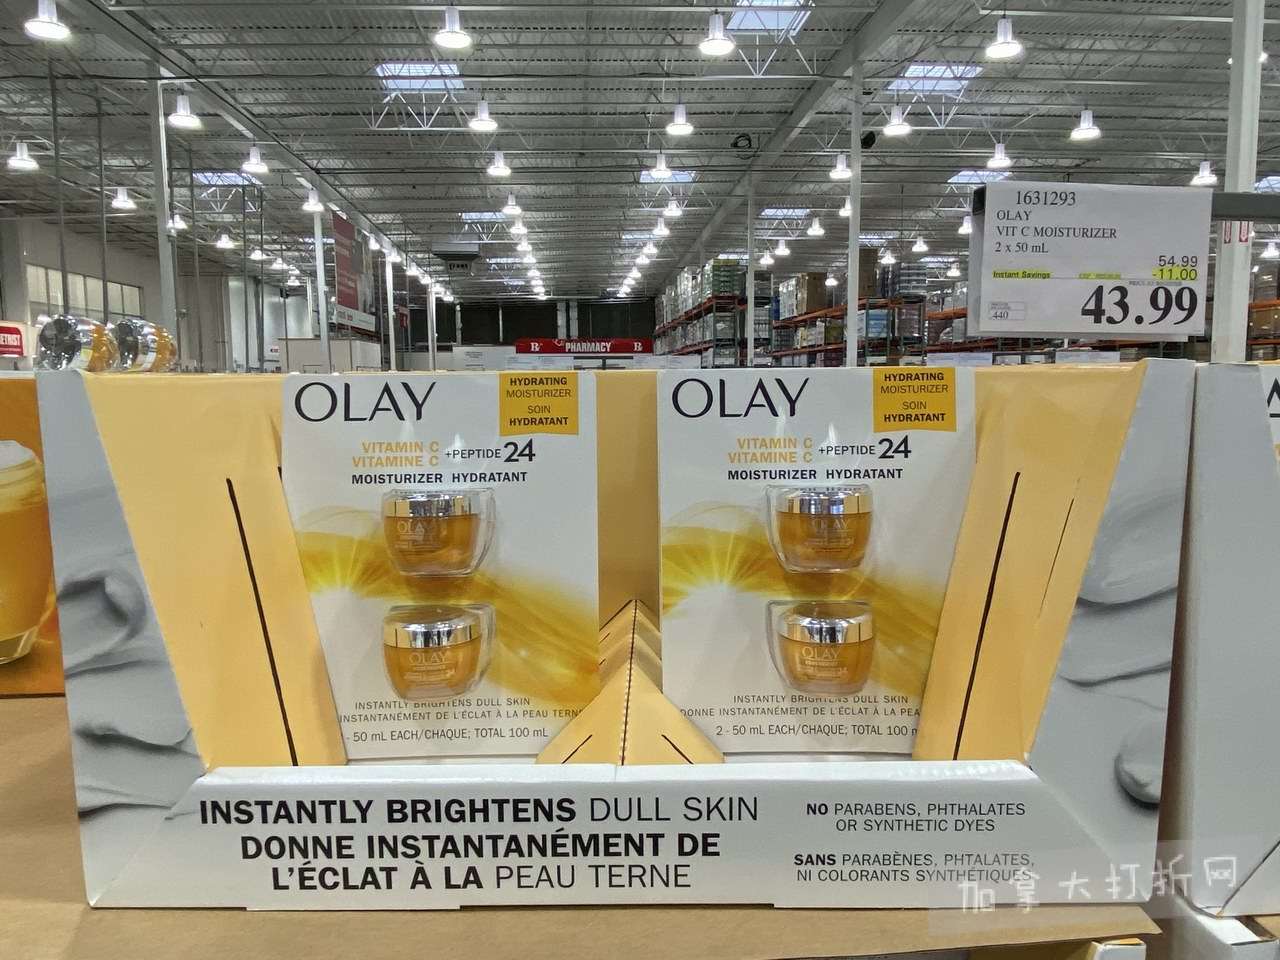 1631293
OLAY
VIT C MOISTURIZER
2 x 50 mL
54.99
Instant Savings
-11.00
43.99
440
PHARMACY
OLAY
HYDRATING
MOISTURIZER
SOIN
HYDRATANT
VITAMIN C
VITAMINE C
+PEPTIDE 24
MOISTURIZER HYDRATANT
OLAY
OLAY
INSTANTLY BRIGHTENS DULL SKIN
INSTANTANÉMENT DE L'ÉCLAT À LA PEAU TERNE
- 50 mL EACH/CHAQUE; TOTAL 100 mL
OLAY
HYDRATING
MOISTURIZER
SOIN
HYDRATANT
VITAMIN C
VITAMINE C
+PEPTIDE 24
MOISTURIZER HYDRATANT
OLAY
OLAY
INSTANTLY BRIGHTENS DULL SKIN
DONNE INSTANTANÉMENT DE L'ÉCLAT À LA PEA
2 - 50 mL EACH/CHAQUE; TOTAL 100
INSTANTLY BRIGHTENS DULL SKIN
DONNE INSTANTANÉMENT DE
L'ÉCLAT À LA PEAU TERNE
NO PARABENS, PHTHALATES
OR SYNTHETIC DYES
SANS PARABÈNES, PHTALATES,
NI COLORANTS SYNTHÉTIQUES
加拿大打折网